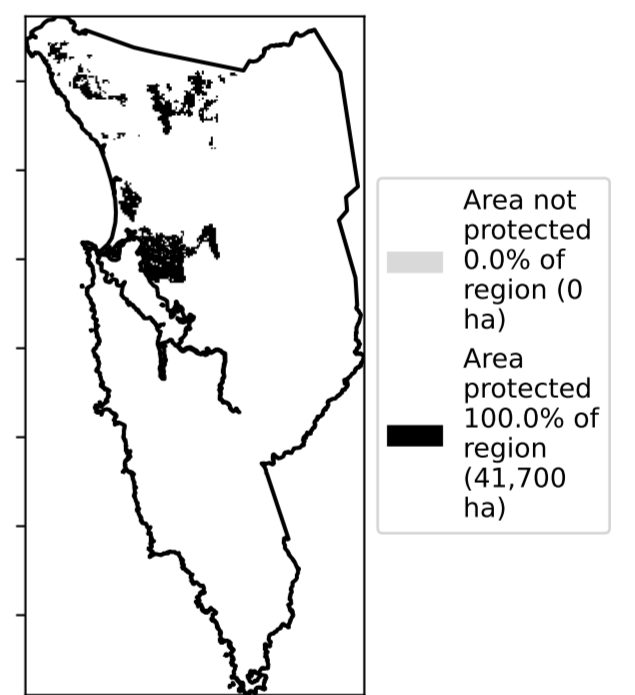 Area not
protected
0.0% of
region (0
ha)
Area
protected
100.0% of
region
(41,700
ha)